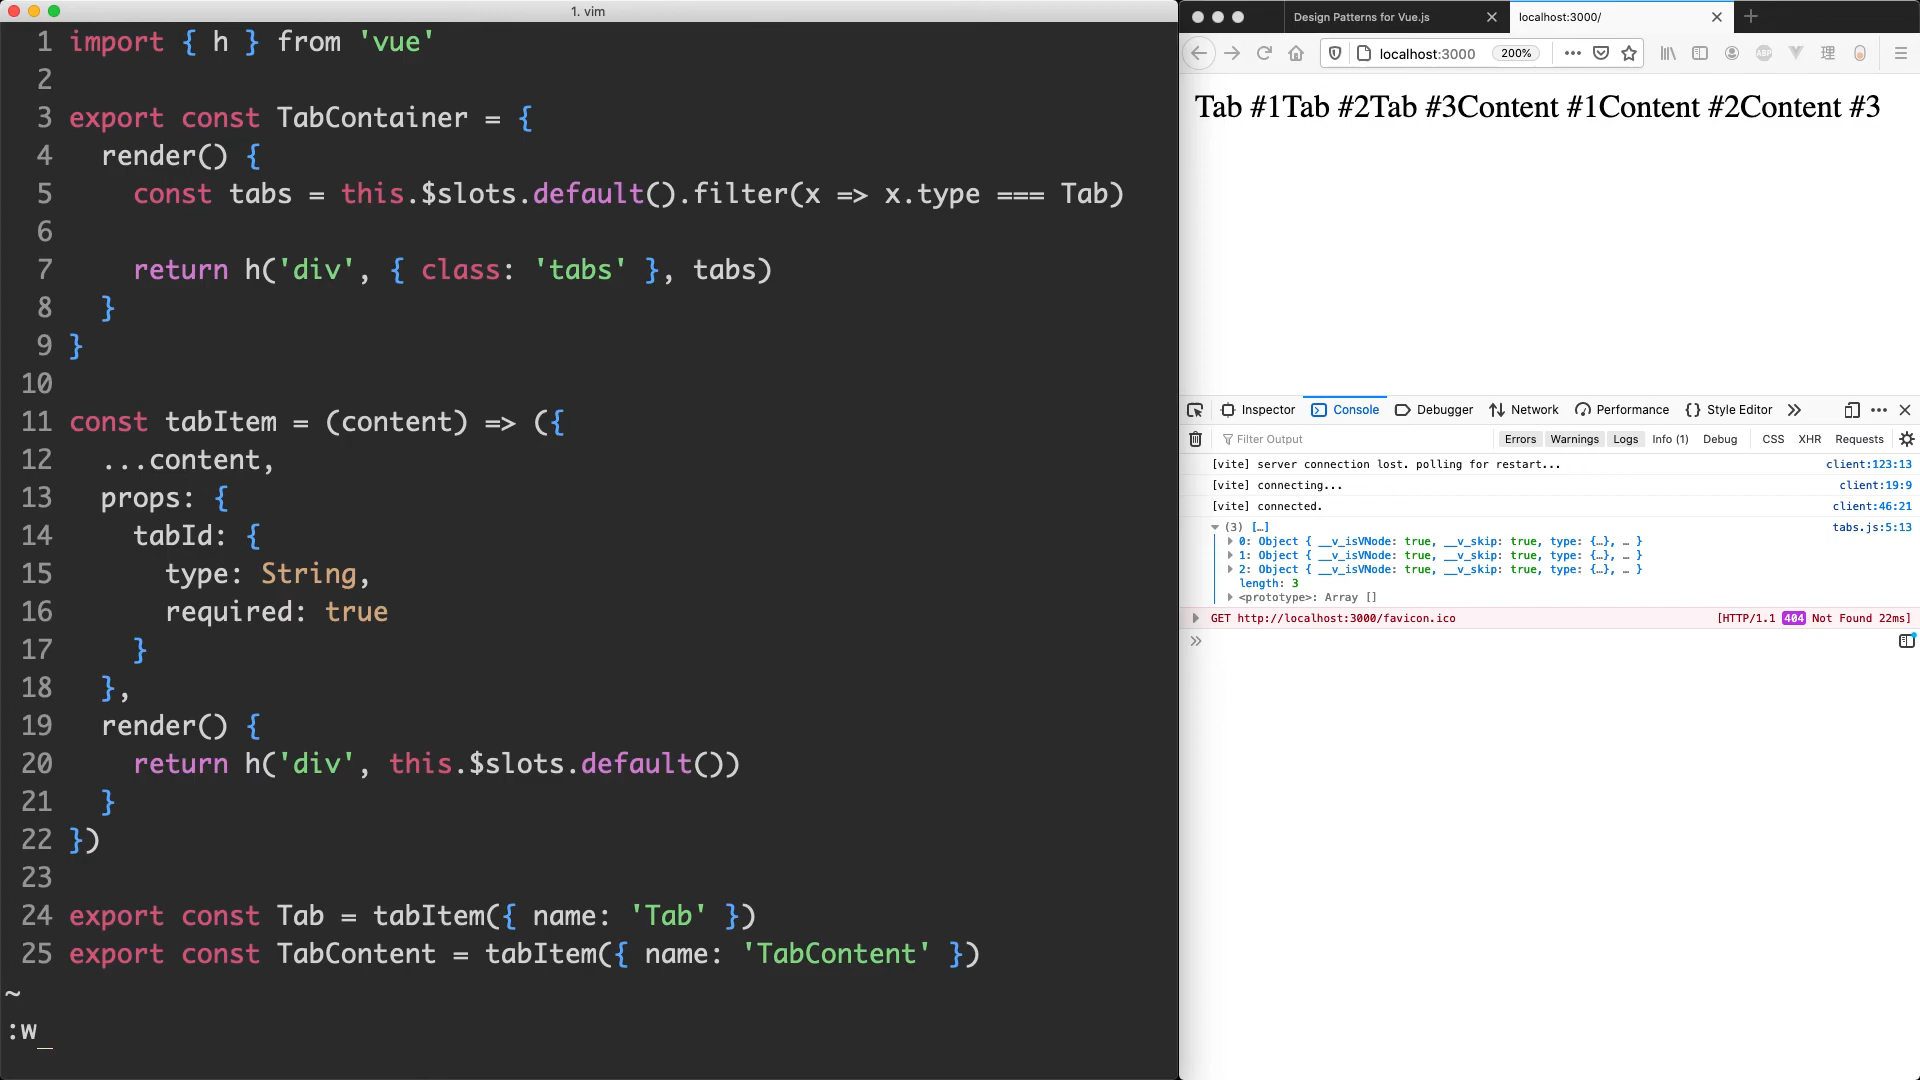 1. vim
1 import { h } from 'vue'
2
3 export const TabContainer = {
4 render() {
5 const tabs = this.$slots.default().filter(x => x.type === Tab)
6
7 return h('div', { class: 'tabs' }, tabs)
8 }
9 }
10
11 const tabItem = (content) => ({
12 ...content,
13 props: {
14 tabId: {
15 type: String,
16 required: true
17 }
18 },
19 render() {
20 return h('div', this.$slots.default())
21 }
22 })
23
24 export const Tab = tabItem({ name: 'Tab' })
25 export const TabContent = tabItem({ name: 'TabContent' })
~
:w
Design Patterns for Vue.js
localhost:3000/
localhost:3000 200%
ABP 理
Tab #1Tab #2Tab #3Content #1Content #2Content #3
Inspector Console Debugger Network Performance {} Style Editor
Filter Output Errors Warnings Logs Info (1) Debug CSS XHR Requests
[vite] server connection lost. polling for restart... client:123:13
[vite] connecting... client:19:9
[vite] connected. client:46:21
(3) […] tabs.js:5:13
0: Object { __v_isVNode: true, __v_skip: true, type: {…}, … }
1: Object { __v_isVNode: true, __v_skip: true, type: {…}, … }
2: Object { __v_isVNode: true, __v_skip: true, type: {…}, … }
length: 3
<prototype>: Array []
GET http://localhost:3000/favicon.ico [HTTP/1.1 404 Not Found 22ms]